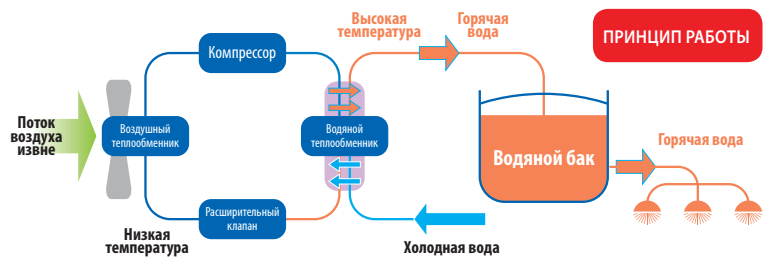 Высокая
температура
Горячая
вода
ПРИНЦИП РАБОТЫ
Компрессор
Поток
воздуха
извне
Воздушный
теплообменник
Водяной
теплообменник
Водяной бак
Горячая вода
Расширительный
клапан
Низкая
температура
Холодная вода